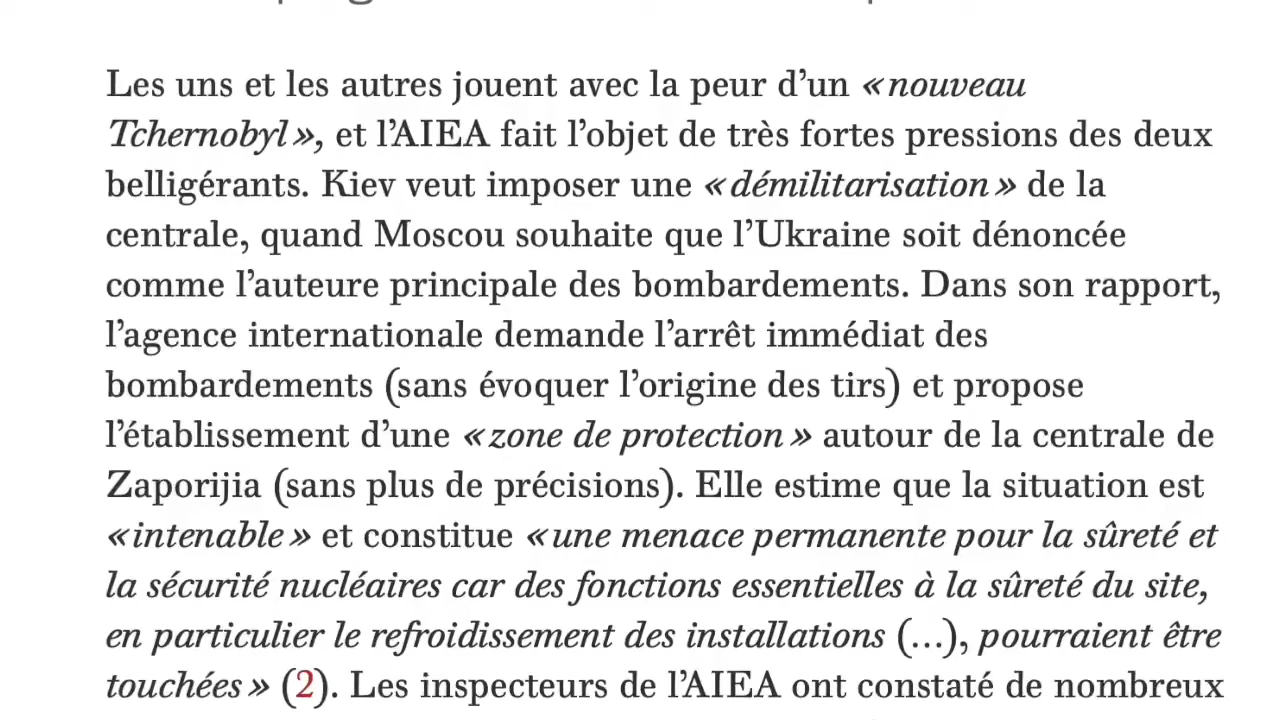 Les uns et les autres jouent avec la peur d’un « nouveau
Tchernobyl », et l’AIEA fait l’objet de très fortes pressions des deux
belligérants. Kiev veut imposer une « démilitarisation » de la
centrale, quand Moscou souhaite que l’Ukraine soit dénoncée
comme l’auteure principale des bombardements. Dans son rapport,
l’agence internationale demande l’arrêt immédiat des
bombardements (sans évoquer l’origine des tirs) et propose
l’établissement d’une « zone de protection » autour de la centrale de
Zaporijia (sans plus de précisions). Elle estime que la situation est
« intenable » et constitue « une menace permanente pour la sûreté et
la sécurité nucléaires car des fonctions essentielles à la sûreté du site,
en particulier le refroidissement des installations (…), pourraient être
touchées » (2). Les inspecteurs de l’AIEA ont constaté de nombreux